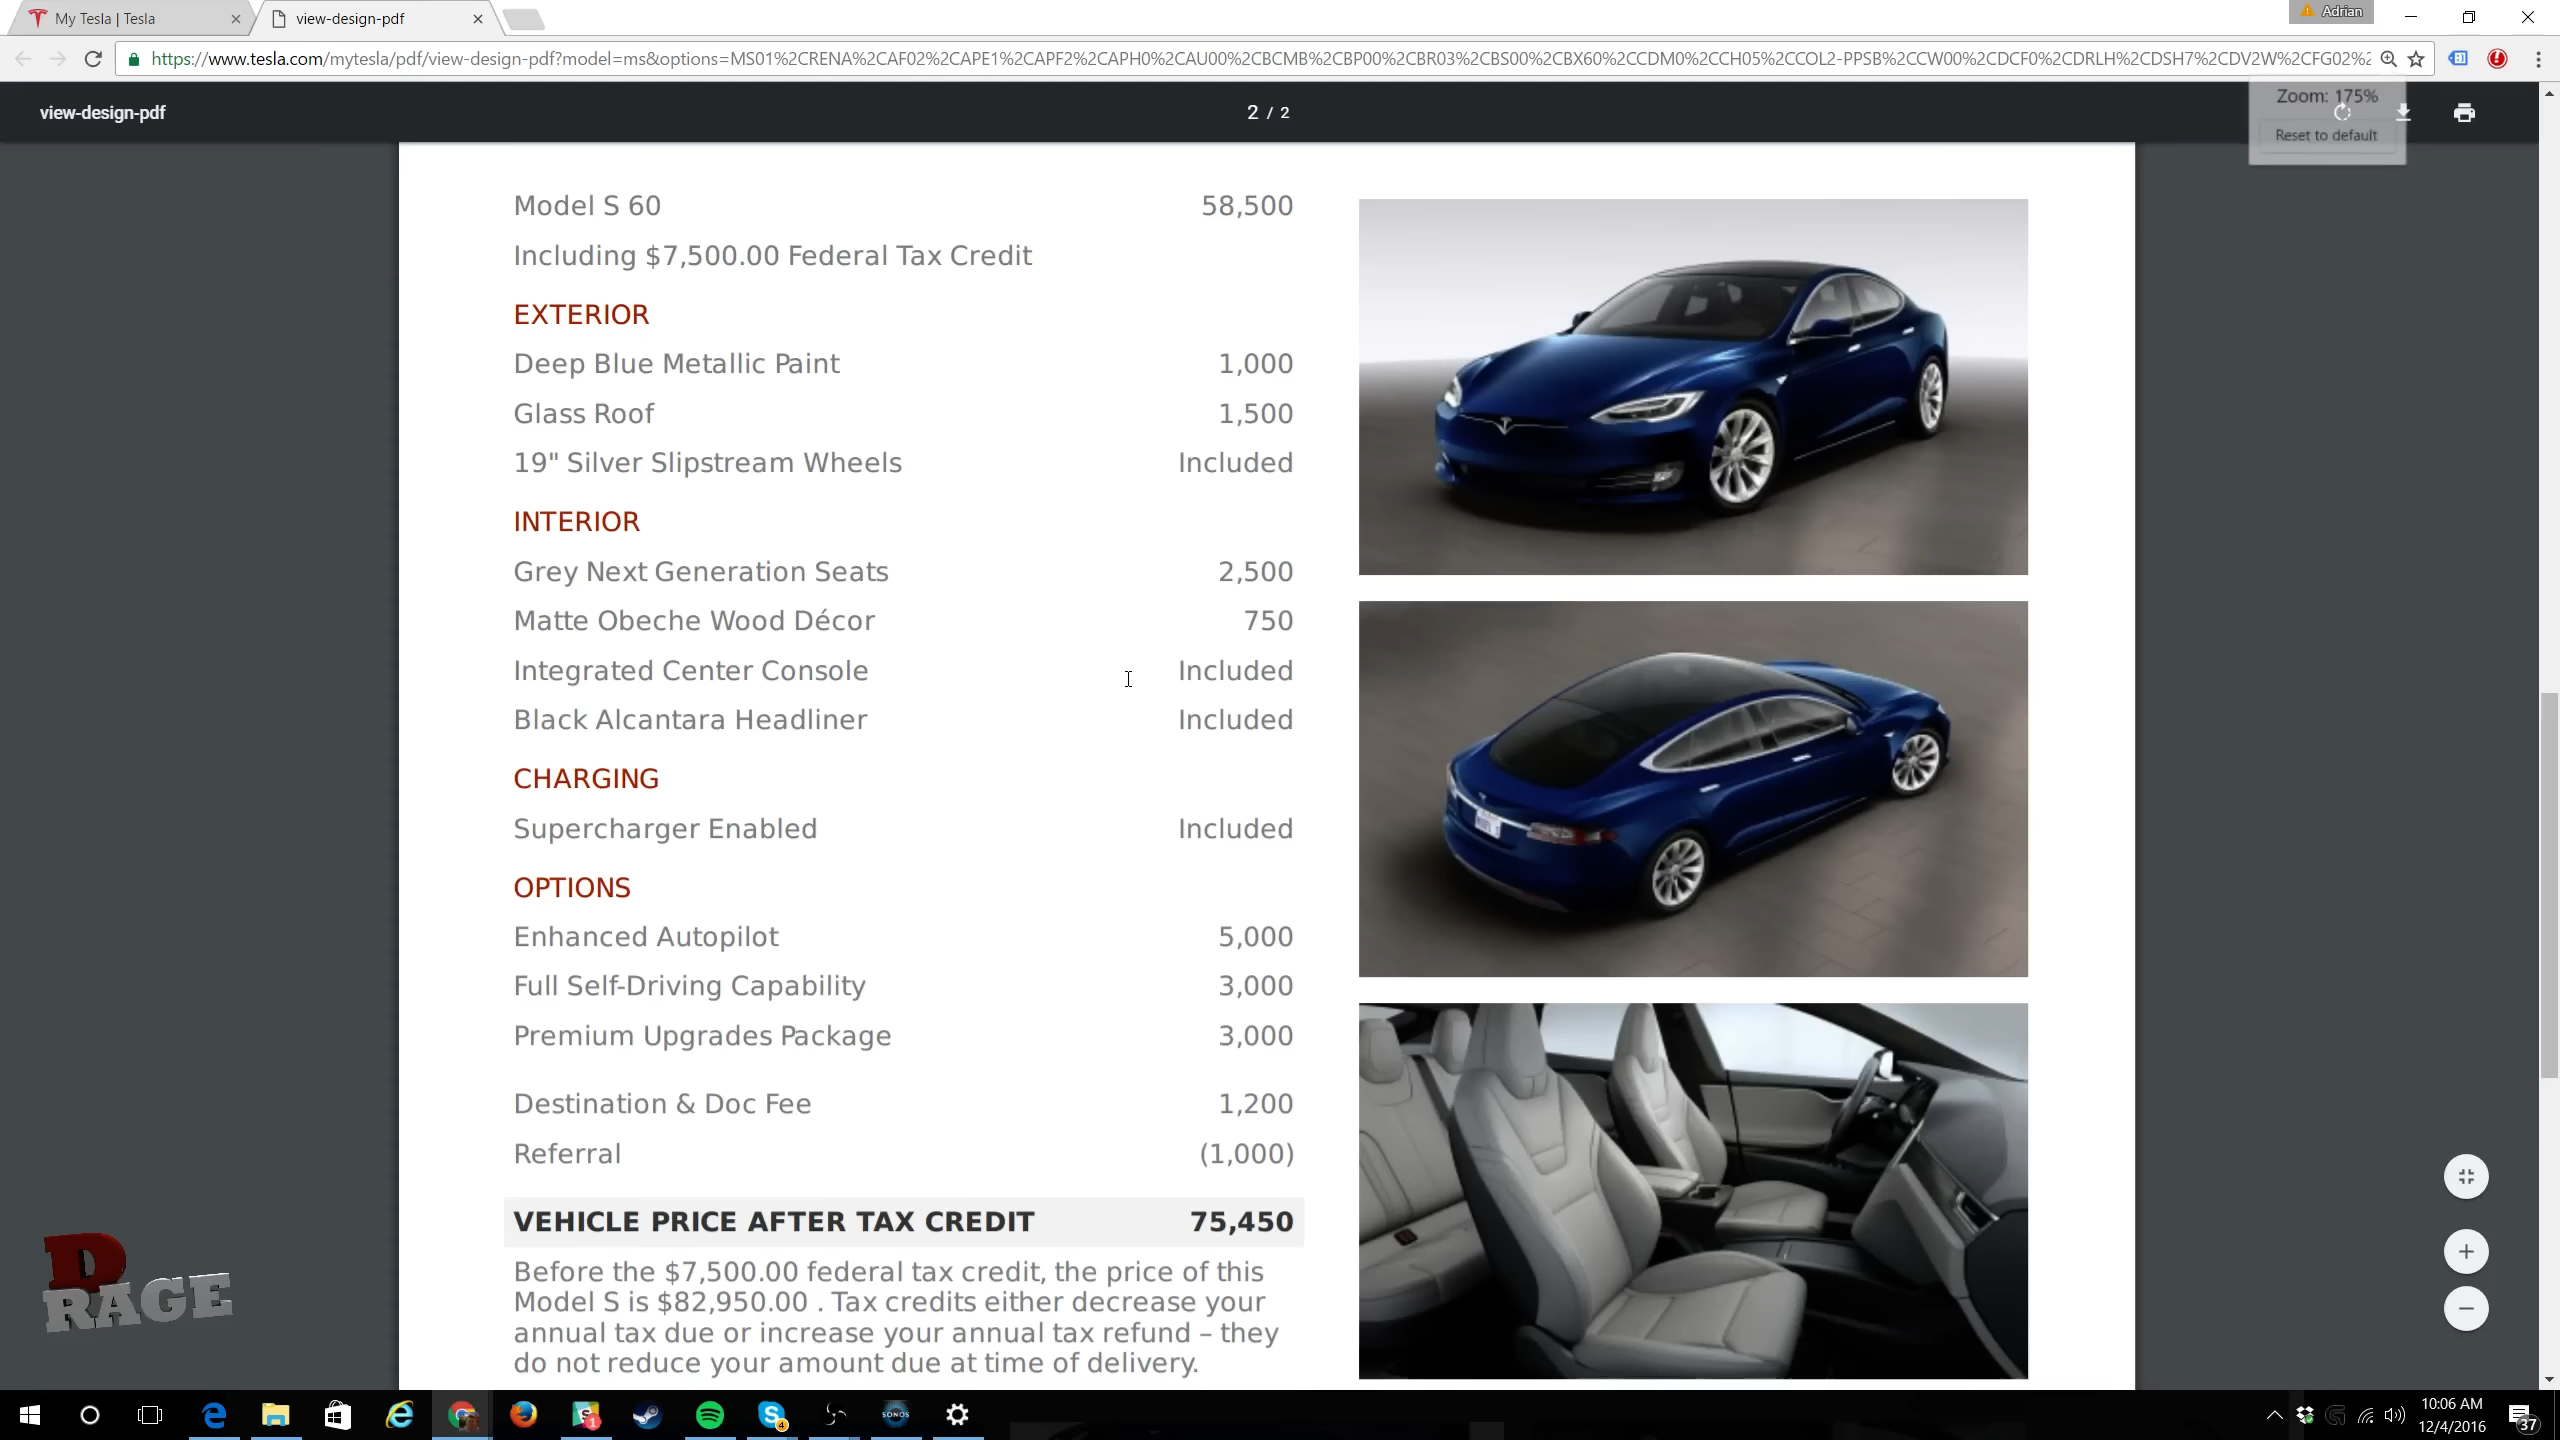 My Tesla | Tesla
view-design-pdf
Adrian
https://www.tesla.com/mytesla/pdf/view-design-pdf?model=ms&options=MS01%2CRENA%2CAF02%2CAPE1%2CAPF2%2CAPH0%2CAU00%2CBCMB%2CBP00%2CBR03%2CBS00%2CBX60%2CCDM0%2CCH05%2CCOL2-PPSB%2CCW00%2CDCF0%2CDRLH%2CDSH7%2CDV2W%2CFG02%2
view-design-pdf
2 / 2
Zoom: 175%
Reset to default
Model S 60 58,500
Including $7,500.00 Federal Tax Credit
EXTERIOR
Deep Blue Metallic Paint 1,000
Glass Roof 1,500
19" Silver Slipstream Wheels Included
INTERIOR
Grey Next Generation Seats 2,500
Matte Obeche Wood Décor 750
Integrated Center Console Included
Black Alcantara Headliner Included
CHARGING
Supercharger Enabled Included
OPTIONS
Enhanced Autopilot 5,000
Full Self-Driving Capability 3,000
Premium Upgrades Package 3,000
Destination & Doc Fee 1,200
Referral (1,000)
VEHICLE PRICE AFTER TAX CREDIT 75,450
Before the $7,500.00 federal tax credit, the price of this
Model S is $82,950.00 . Tax credits either decrease your
annual tax due or increase your annual tax refund – they
do not reduce your amount due at time of delivery.
D
RAGE
1
4
SONOS
10:06 AM
12/4/2016
37